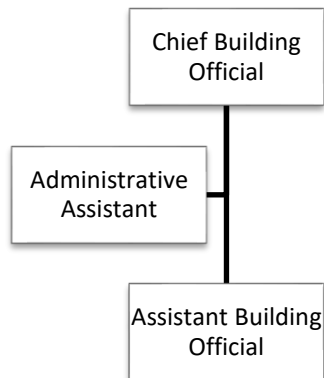 Chief Building
Official
Administrative
Assistant
Assistant Building
Official